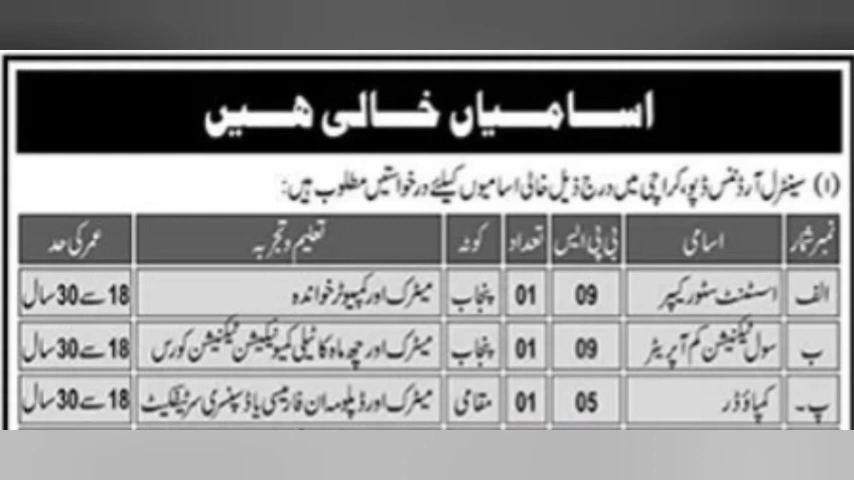 اسامیاں خالی ہیں
(۱) سینٹرل آرڈننس ڈپو، کراچی میں درج ذیل خالی اسامیوں کیلئے درخواستیں مطلوب ہیں:
نمبر شمار اسامی بی پی ایس تعداد کوٹہ تعلیم و تجربہ عمر کی حد
الف اسسٹنٹ سٹور کیپر 09 01 پنجاب میٹرک اور کمپیوٹر خواندہ 18 سے 30 سال
ب سول ٹیکنیشن کم آپریٹر 09 01 پنجاب میٹرک اور چھ ماہ کا ٹیلی کمیونیکیشن ٹیکنیشن کورس 18 سے 30 سال
پ۔ کمپاؤڈر 05 01 مقامی میٹرک اور ڈپلومہ ان فارمیسی یا ڈسپنسری سرٹیفکیٹ 18 سے 30 سال